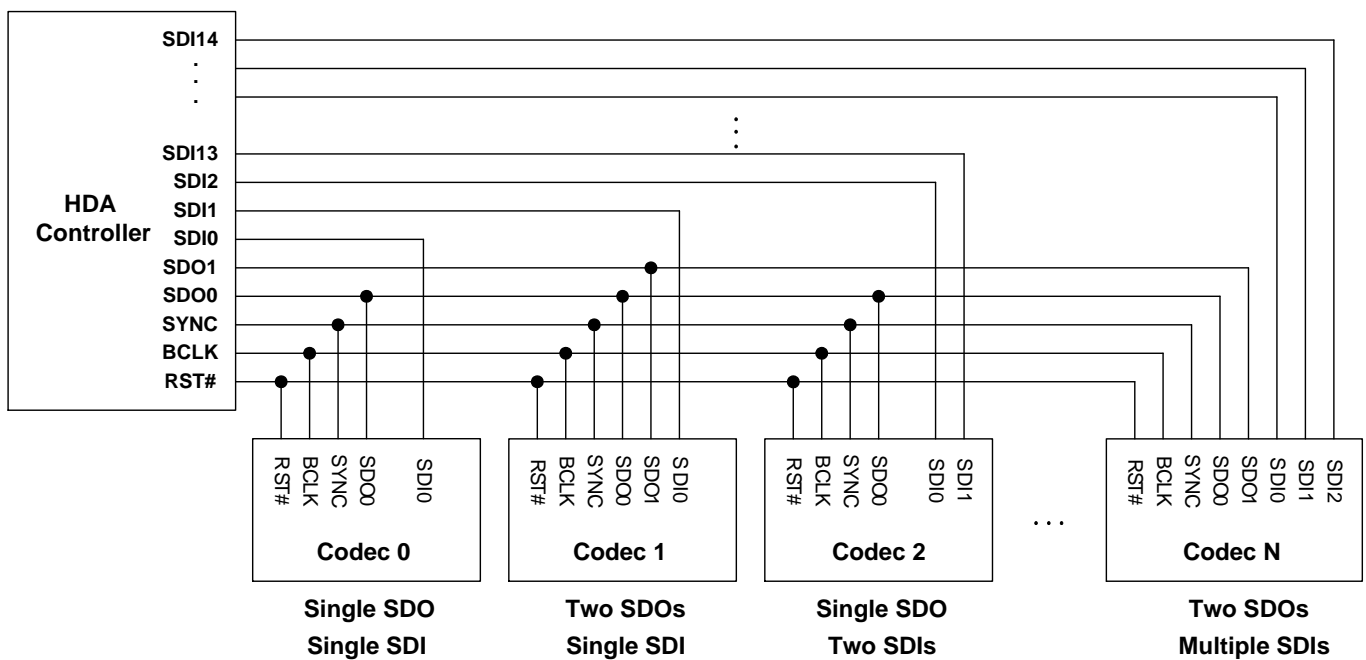 SDI14
.
.
.
SDI13
SDI2
SDI1
SDI0
SDO1
SDO0
SYNC
BCLK
RST#
HDA
Controller
RST#
BCLK
SYNC
SDO0
SDI0
Codec 0
Single SDO
Single SDI
RST#
BCLK
SYNC
SDO0
SDO1
SDI0
Codec 1
Two SDOs
Single SDI
RST#
BCLK
SYNC
SDO0
SDI0
SDI1
Codec 2
Single SDO
Two SDIs
. . .
RST#
BCLK
SYNC
SDO0
SDO1
SDI0
SDI1
SDI2
Codec N
Two SDOs
Multiple SDIs